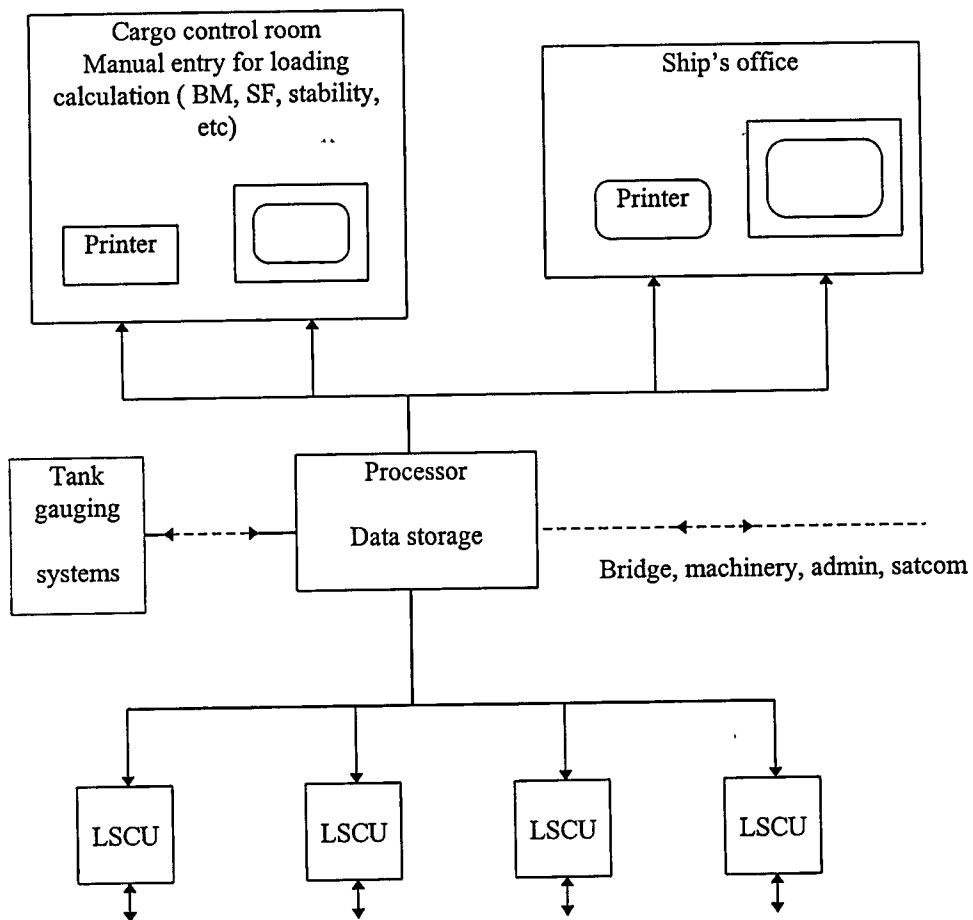 Cargo control room
Manual entry for loading
calculation ( BM, SF, stability,
etc)
Printer
Ship's office
Printer
Tank
gauging
systems
Processor
Data storage
Bridge, machinery, admin, satcom
LSCU
LSCU
LSCU
LSCU